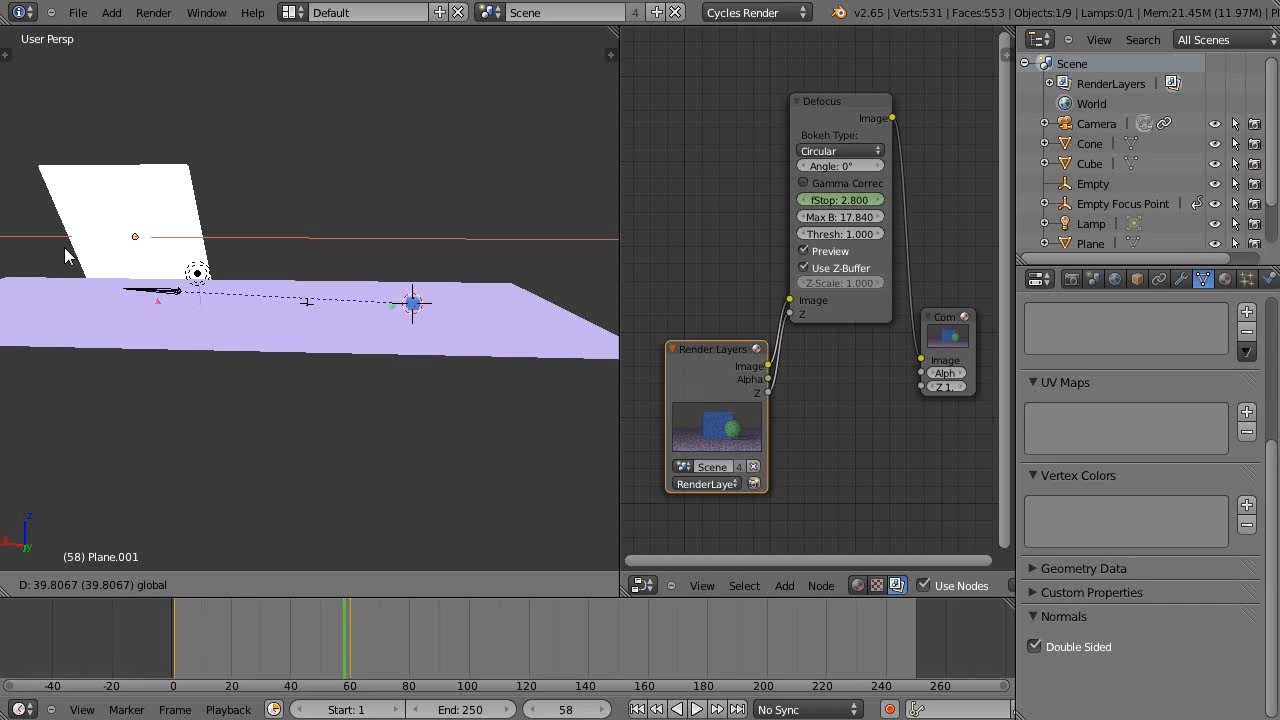 File Add Render Window Help Default Scene 4 Cycles Render v2.65 | Verts:531 | Faces:553 | Objects:1/9 | Lamps:0/1 | Mem:21.45M (11.97M) |
User Persp
View Search All Scenes
Scene
RenderLayers
World
Camera
Cone
Cube
Empty
Empty Focus Point
Lamp
Plane
Defocus
Image
Bokeh Type:
Circular
Angle: 0°
Gamma Correc
fStop: 2.800
Max B: 17.840
Thresh: 1.000
Preview
Use Z-Buffer
Z-Scale: 1.000
Image
Z
Render Layers
Image
Alpha
Z
Scene 4
RenderLaye
Com
Image
Alph
Z 1.
UV Maps
Vertex Colors
Geometry Data
Custom Properties
Normals
Double Sided
z
x
y
(58) Plane.001
D: 39.8067 (39.8067) global
View Select Add Node Use Nodes
-40 -20 0 20 40 60 80 100 120 140 160 180 200 220 240 260
View Marker Frame Playback Start: 1 End: 250 58 No Sync